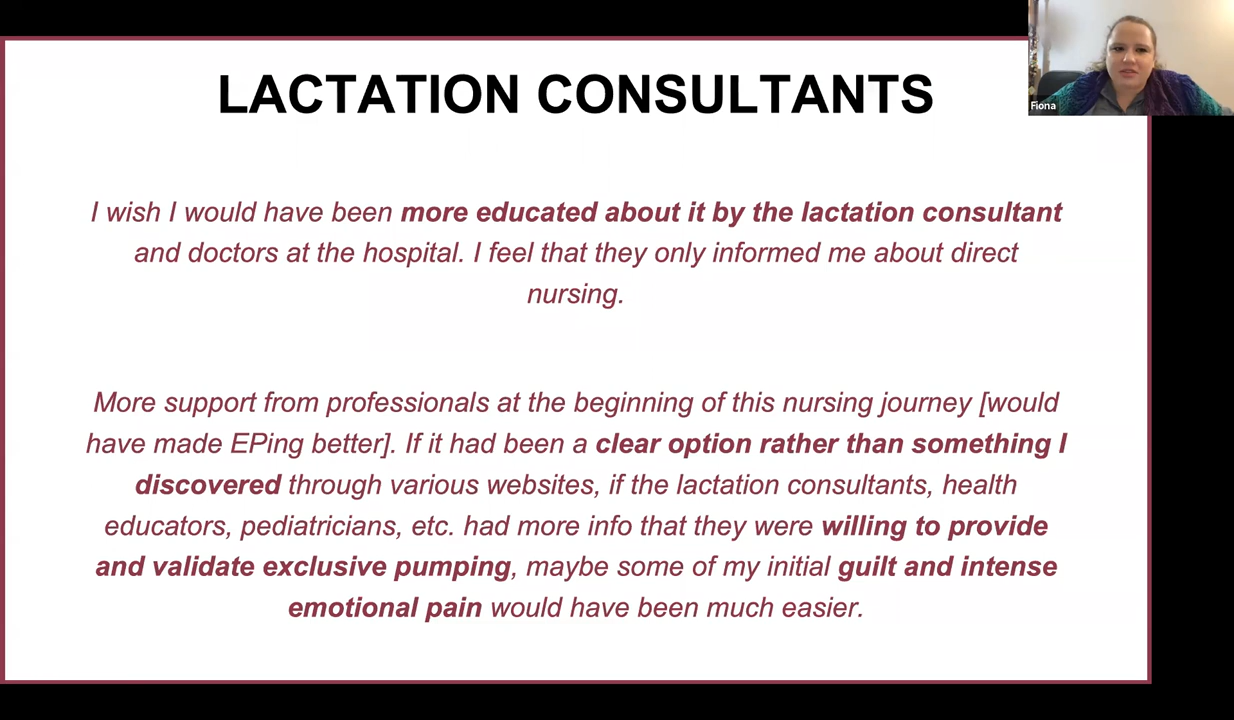 LACTATION CONSULTANTS
Fiona
I wish I would have been more educated about it by the lactation consultant
and doctors at the hospital. I feel that they only informed me about direct
nursing.
More support from professionals at the beginning of this nursing journey [would
have made EPing better]. If it had been a clear option rather than something I
discovered through various websites, if the lactation consultants, health
educators, pediatricians, etc. had more info that they were willing to provide
and validate exclusive pumping, maybe some of my initial guilt and intense
emotional pain would have been much easier.